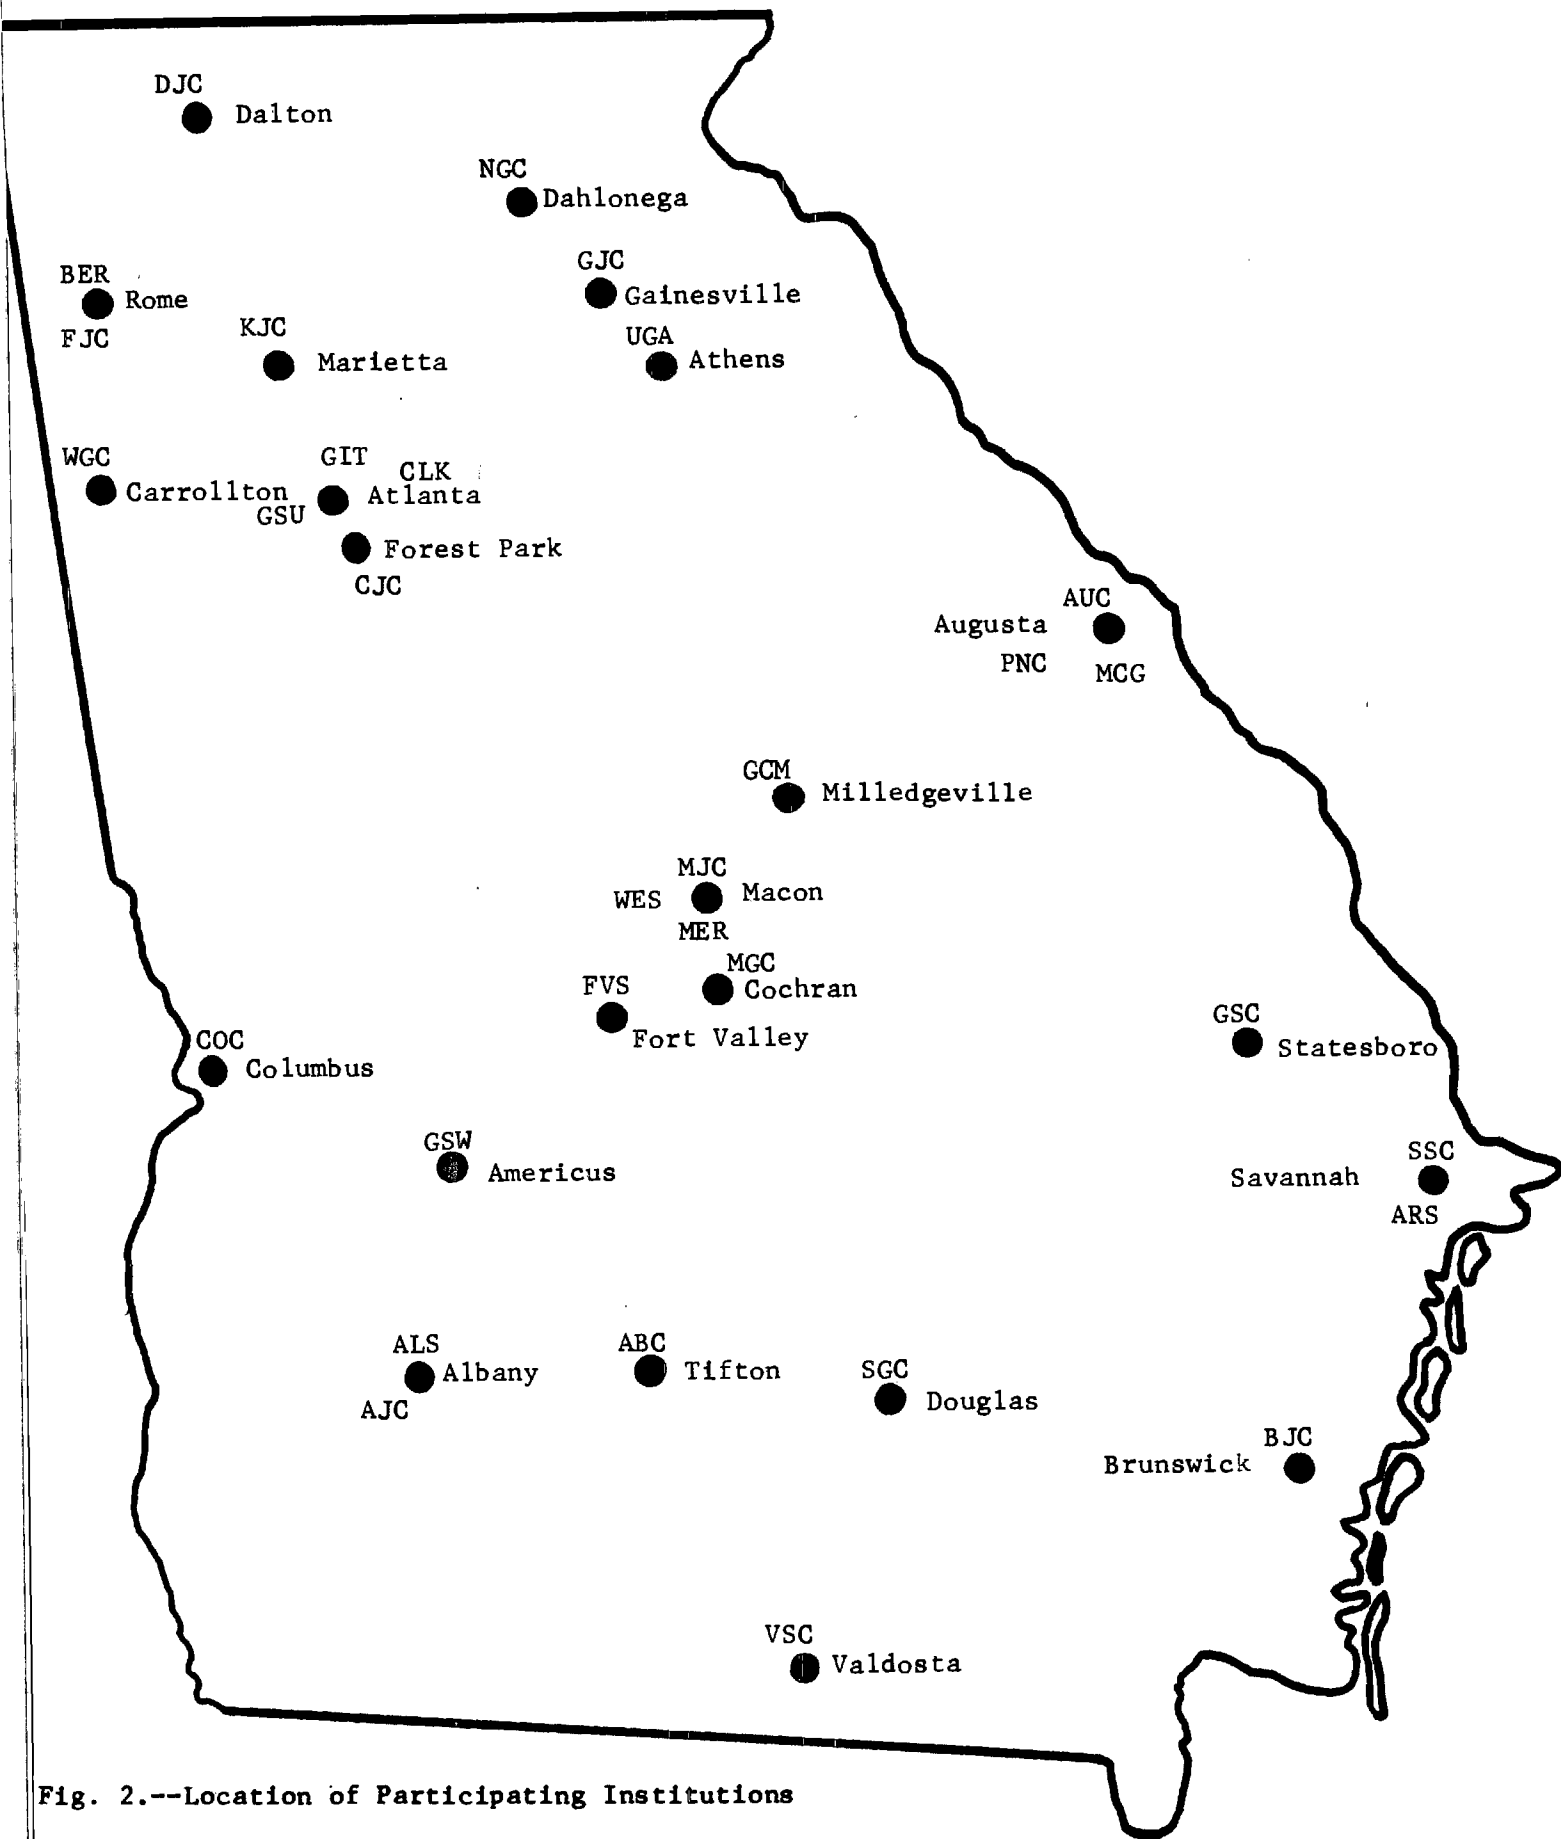 DJC
Dalton
NGC
Dahlonega
BER
Rome
FJC
GJC
Gainesville
KJC
Marietta
UGA
Athens
WGC
Carrollton
GIT
CLK
Atlanta
GSU
Forest Park
CJC
AUC
Augusta
PNC
MCG
GCM
Milledgeville
MJC
WES
Macon
MER
MGC
Cochran
FVS
Fort Valley
GSC
Statesboro
COC
Columbus
GSW
Americus
SSC
Savannah
ARS
ALS
Albany
AJC
ABC
Tifton
SGC
Douglas
BJC
Brunswick
VSC
Valdosta
Fig. 2.--Location of Participating Institutions